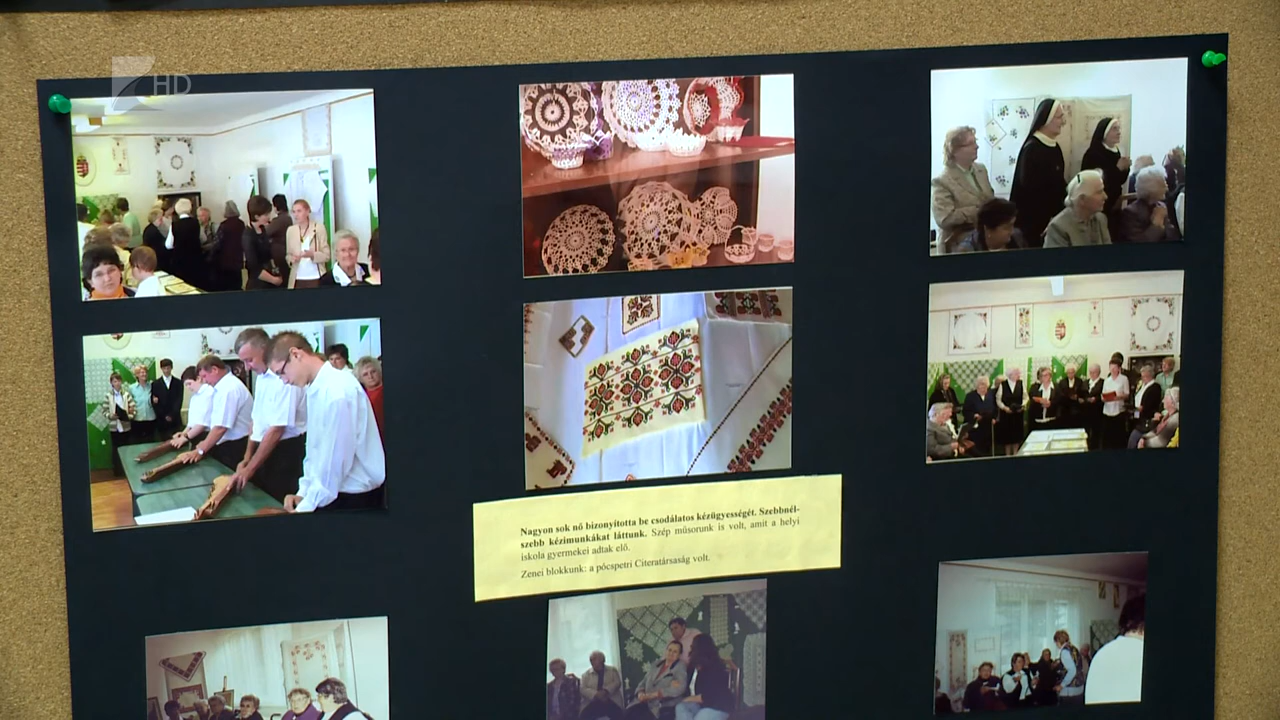 HD
Nagyon sok nő bizonyította be csodálatos kézügyességét. Szebbnél-
szebb kézimunkákat láttunk. Szép műsorunk is volt, amit a helyi
iskola gyermekei adtak elő.
Zenei blokkunk: a pócspetri Citeratársaság volt.